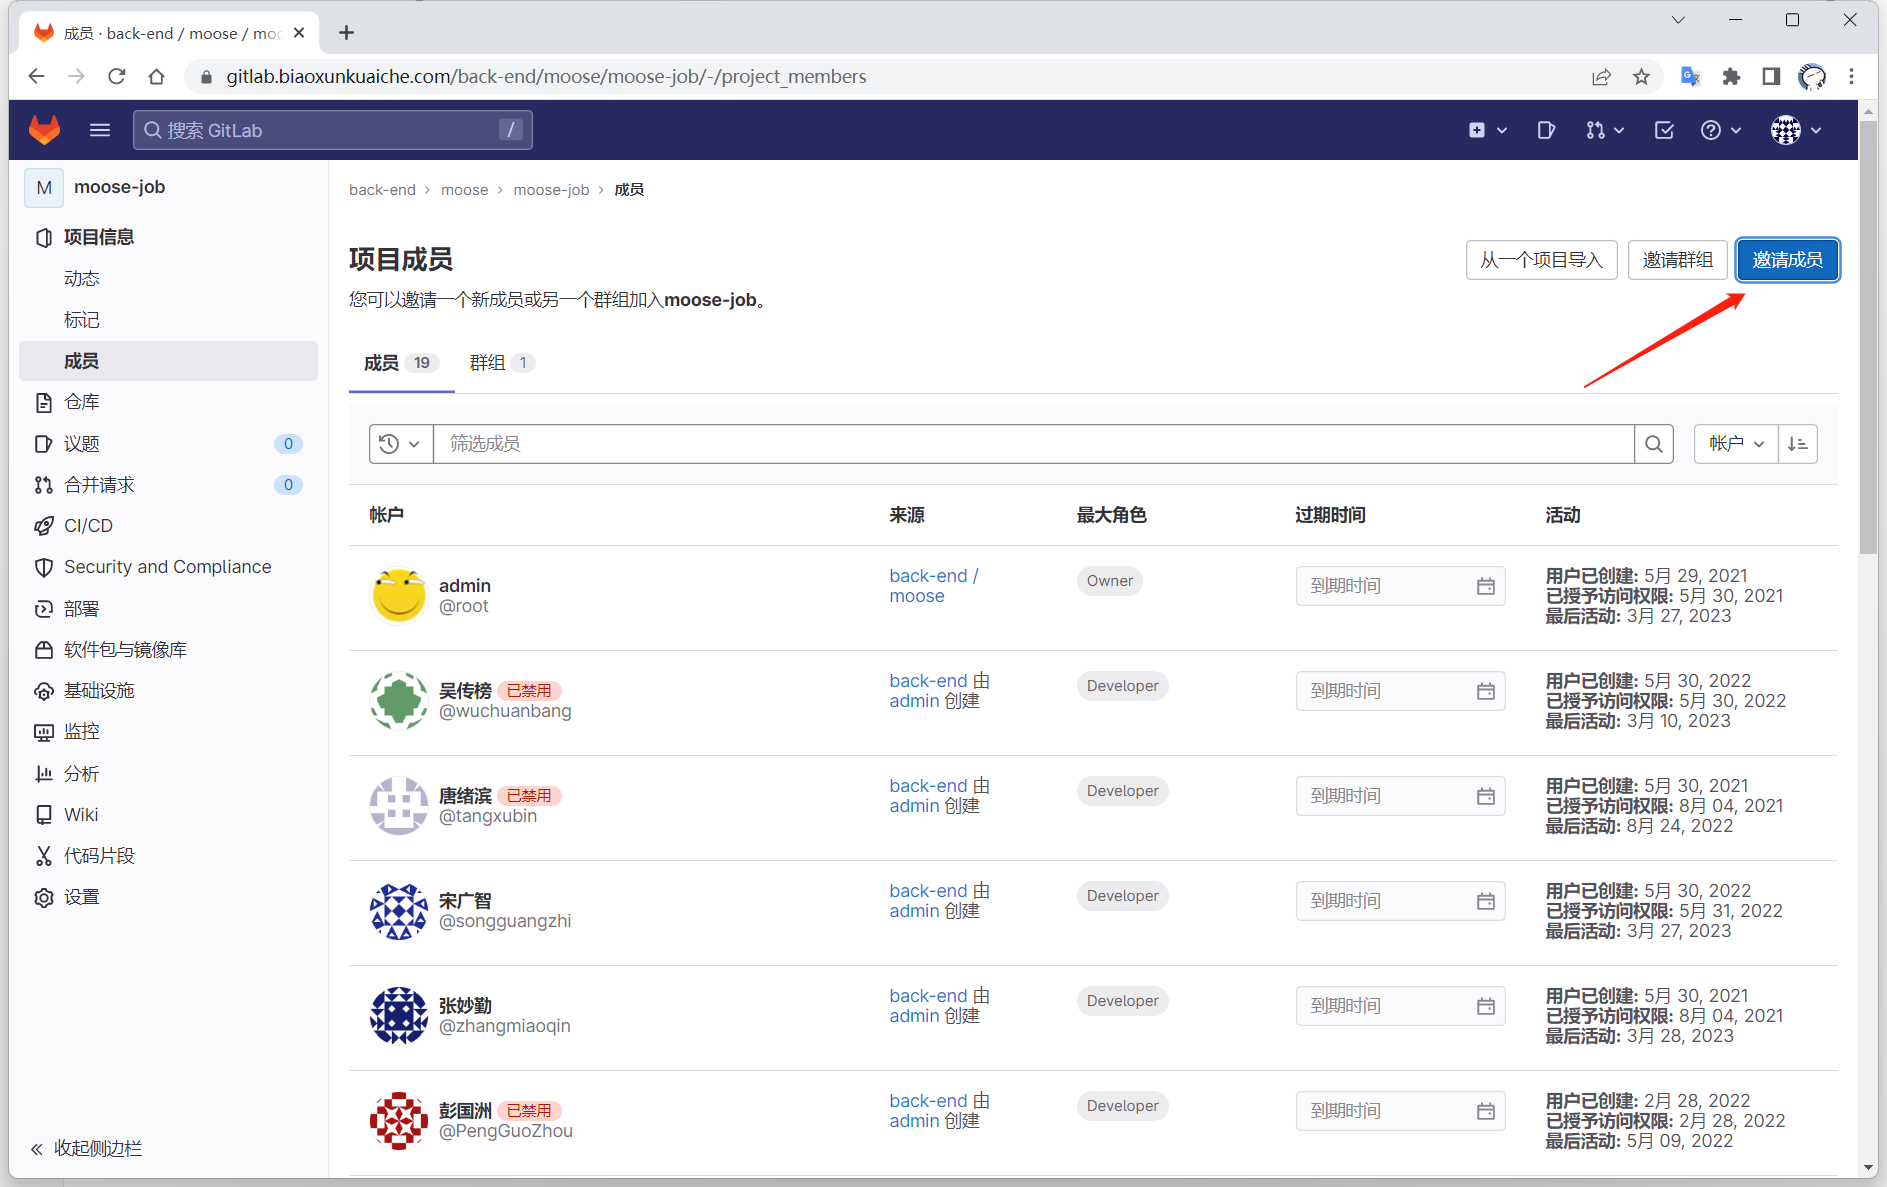 成员 · back-end / moose / moo
gitlab.biaoxunkuaiche.com/back-end/moose/moose-job/-/project_members
搜索 GitLab
/
M
moose-job
项目信息
动态
标记
成员
仓库
议题
0
合并请求
0
CI/CD
Security and Compliance
部署
软件包与镜像库
基础设施
监控
分析
Wiki
代码片段
设置
收起侧边栏
back-end
moose
moose-job
成员
项目成员
从一个项目导入
邀请群组
邀请成员
您可以邀请一个新成员或另一个群组加入moose-job。
成员 19
群组 1
筛选成员
帐户
帐户
来源
最大角色
过期时间
活动
admin
@root
back-end /
moose
Owner
到期时间
用户已创建: 5月 29, 2021
已授予访问权限: 5月 30, 2021
最后活动: 3月 27, 2023
吴传榜 已禁用
@wuchuanbang
back-end 由
admin 创建
Developer
到期时间
用户已创建: 5月 30, 2022
已授予访问权限: 5月 30, 2022
最后活动: 3月 10, 2023
唐绪滨 已禁用
@tangxubin
back-end 由
admin 创建
Developer
到期时间
用户已创建: 5月 30, 2021
已授予访问权限: 8月 04, 2021
最后活动: 8月 24, 2022
宋广智
@songguangzhi
back-end 由
admin 创建
Developer
到期时间
用户已创建: 5月 30, 2022
已授予访问权限: 5月 31, 2022
最后活动: 3月 27, 2023
张妙勤
@zhangmiaoqin
back-end 由
admin 创建
Developer
到期时间
用户已创建: 5月 30, 2021
已授予访问权限: 8月 04, 2021
最后活动: 3月 28, 2023
彭国洲 已禁用
@PengGuoZhou
back-end 由
admin 创建
Developer
到期时间
用户已创建: 2月 28, 2022
已授予访问权限: 2月 28, 2022
最后活动: 5月 09, 2022